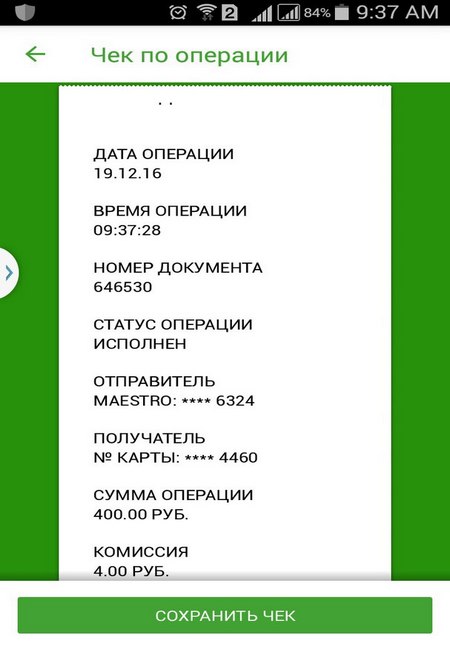 2 84% 9:37 AM
Чек по операции
ДАТА ОПЕРАЦИИ
19.12.16
ВРЕМЯ ОПЕРАЦИИ
09:37:28
НОМЕР ДОКУМЕНТА
646530
СТАТУС ОПЕРАЦИИ
ИСПОЛНЕН
ОТПРАВИТЕЛЬ
MAESTRO: **** 6324
ПОЛУЧАТЕЛЬ
№ КАРТЫ: **** 4460
СУММА ОПЕРАЦИИ
400.00 РУБ.
КОМИССИЯ
4.00 РУБ.
СОХРАНИТЬ ЧЕК